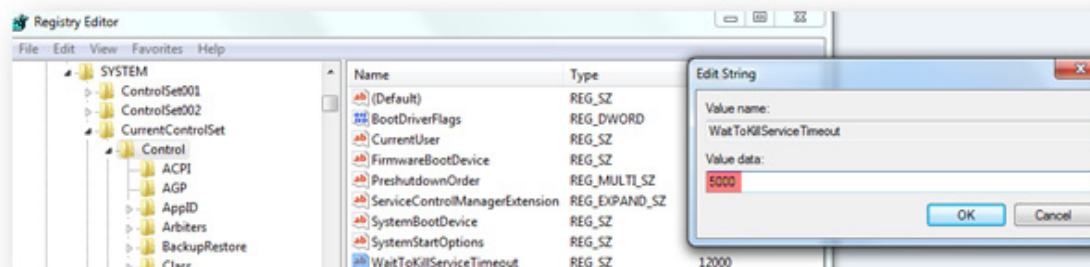 Registry Editor
File Edit View Favorites Help
SYSTEM
ControlSet001
ControlSet002
CurrentControlSet
Control
ACPI
AGP
AppID
Arbiters
BackupRestore
Class
Name Type
(Default) REG_SZ
BootDriverFlags REG_DWORD
CurrentUser REG_SZ
FirmwareBootDevice REG_SZ
PreshutdownOrder REG_MULTI_SZ
ServiceControlManagerExtension REG_EXPAND_SZ
SystemBootDevice REG_SZ
SystemStartOptions REG_SZ
WaitToKillServiceTimeout REG_SZ 12000
Edit String
Value name:
WaitToKillServiceTimeout
Value data:
5000
OK Cancel